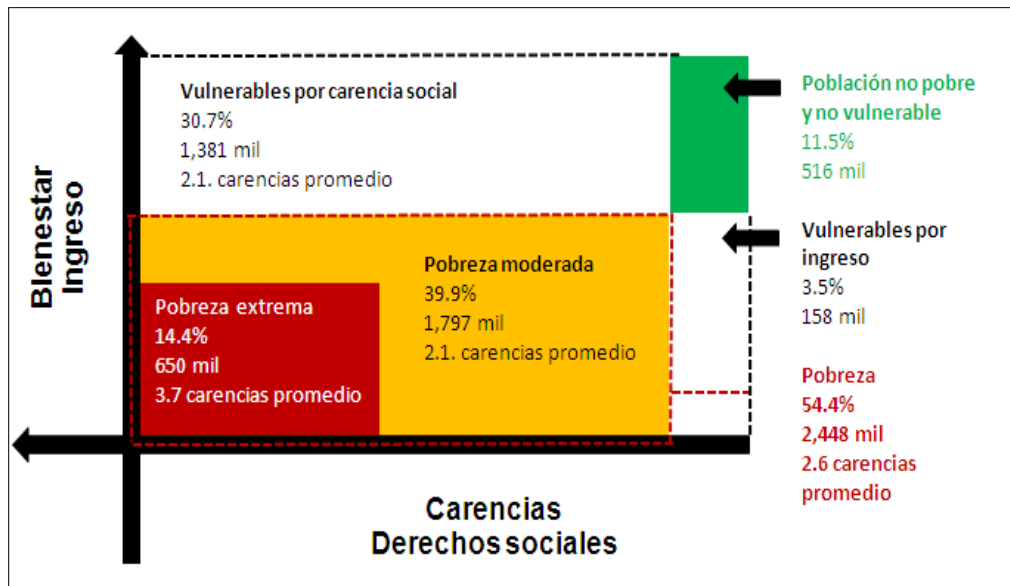 Vulnerables por carencia social
30.7%
1,381 mil
2.1. carencias promedio
Población no pobre
y no vulnerable
11.5%
516 mil
Bienestar
Ingreso
Pobreza moderada
39.9%
1,797 mil
2.1. carencias promedio
Pobreza extrema
14.4%
650 mil
3.7 carencias promedio
Vulnerables por
ingreso
3.5%
158 mil
Pobreza
54.4%
2,448 mil
2.6 carencias
promedio
Carencias
Derechos sociales